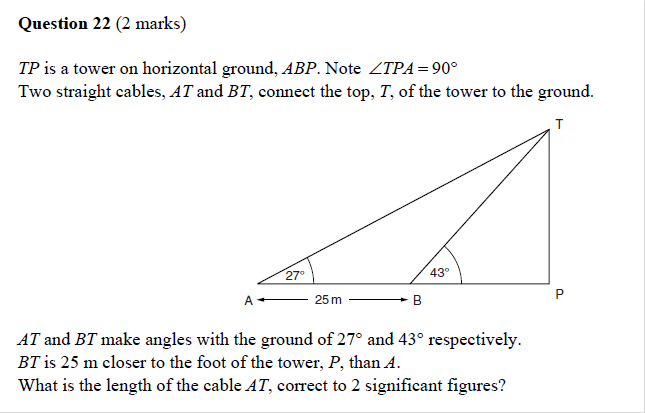 Question 22 (2 marks)
TP is a tower on horizontal ground, ABP. Note ∠TPA = 90°
Two straight cables, AT and BT, connect the top, T, of the tower to the ground.
T
27°
43°
A
25 m
B
P
AT and BT make angles with the ground of 27° and 43° respectively.
BT is 25 m closer to the foot of the tower, P, than A.
What is the length of the cable AT, correct to 2 significant figures?